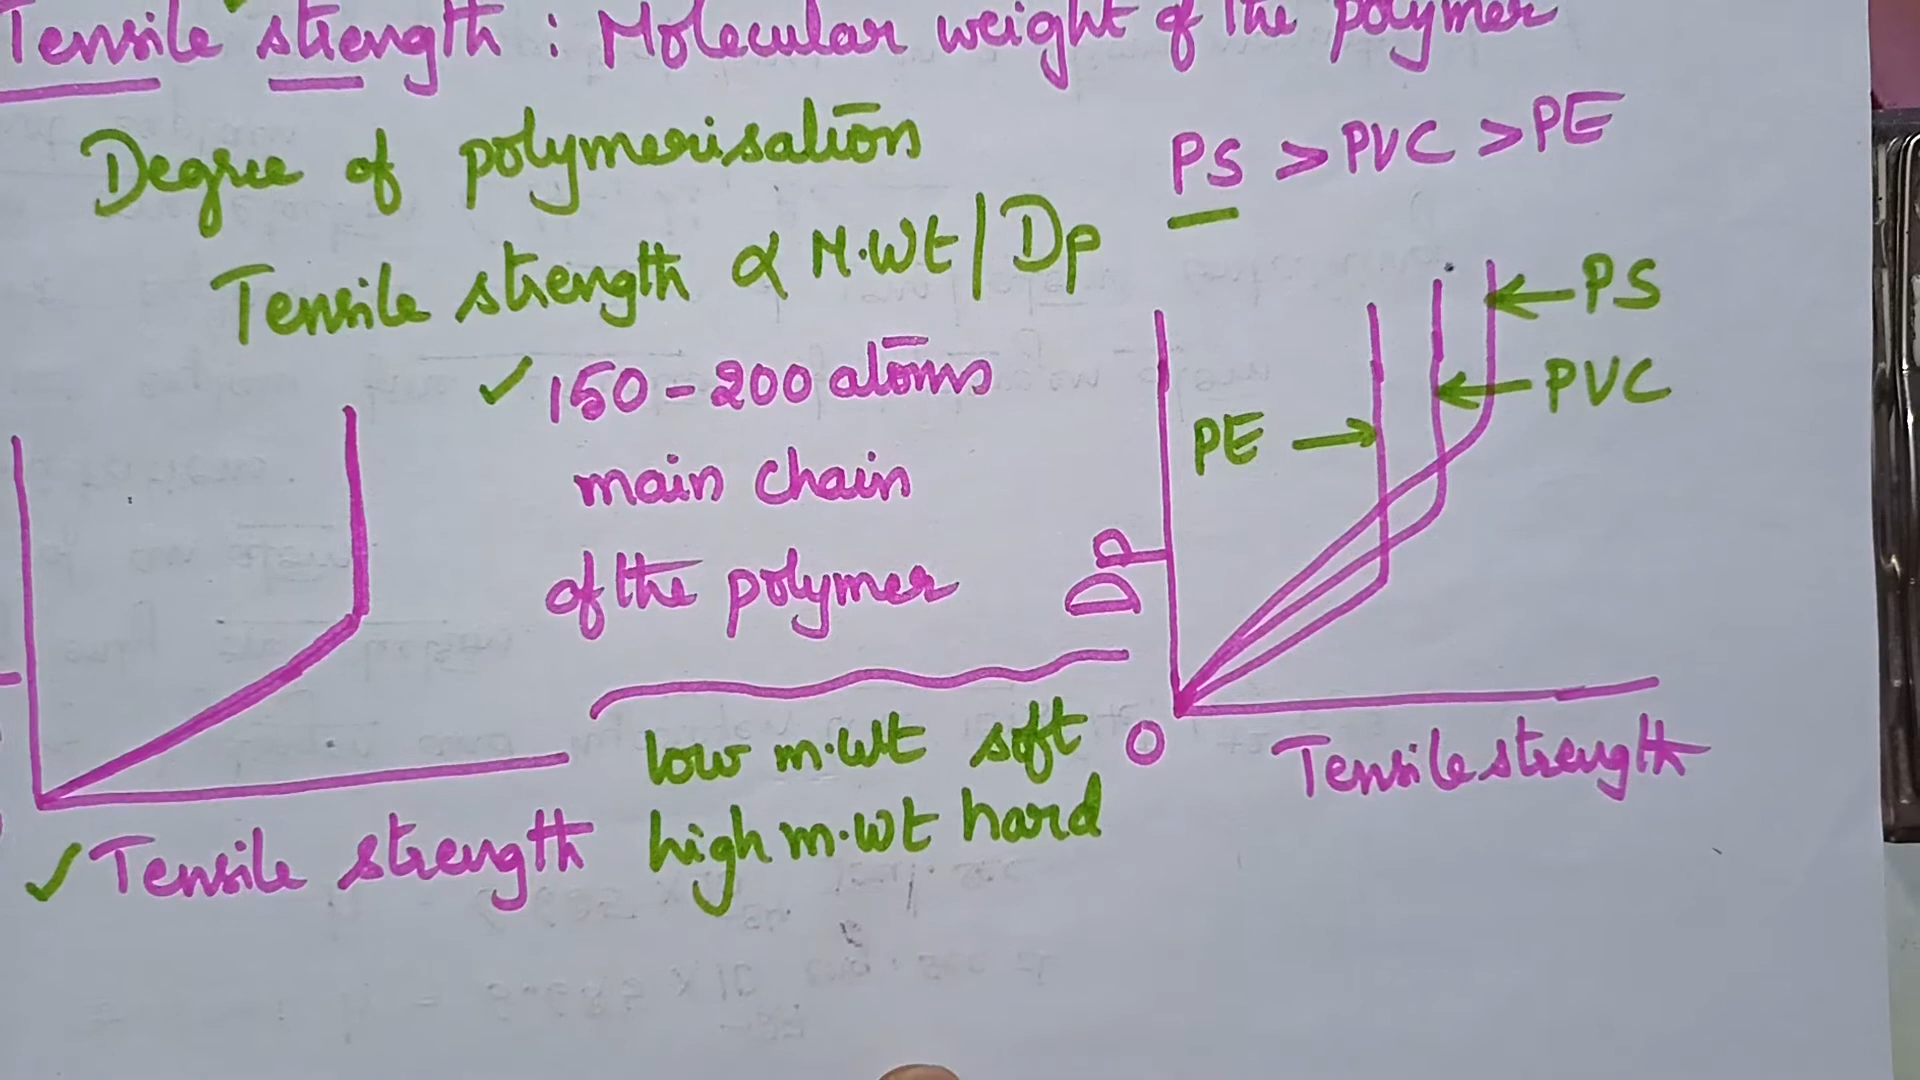 Tensile strength : Molecular weight of the polymer
Degree of polymerisation
PS > PVC > PE
Tensile strength α M.Wt / Dp
PS
150 - 200 atoms
PVC
PE
main chain
of the polymer
Dp
low m.wt soft
O
Tensile strength
high m.wt hard
Tensile strength